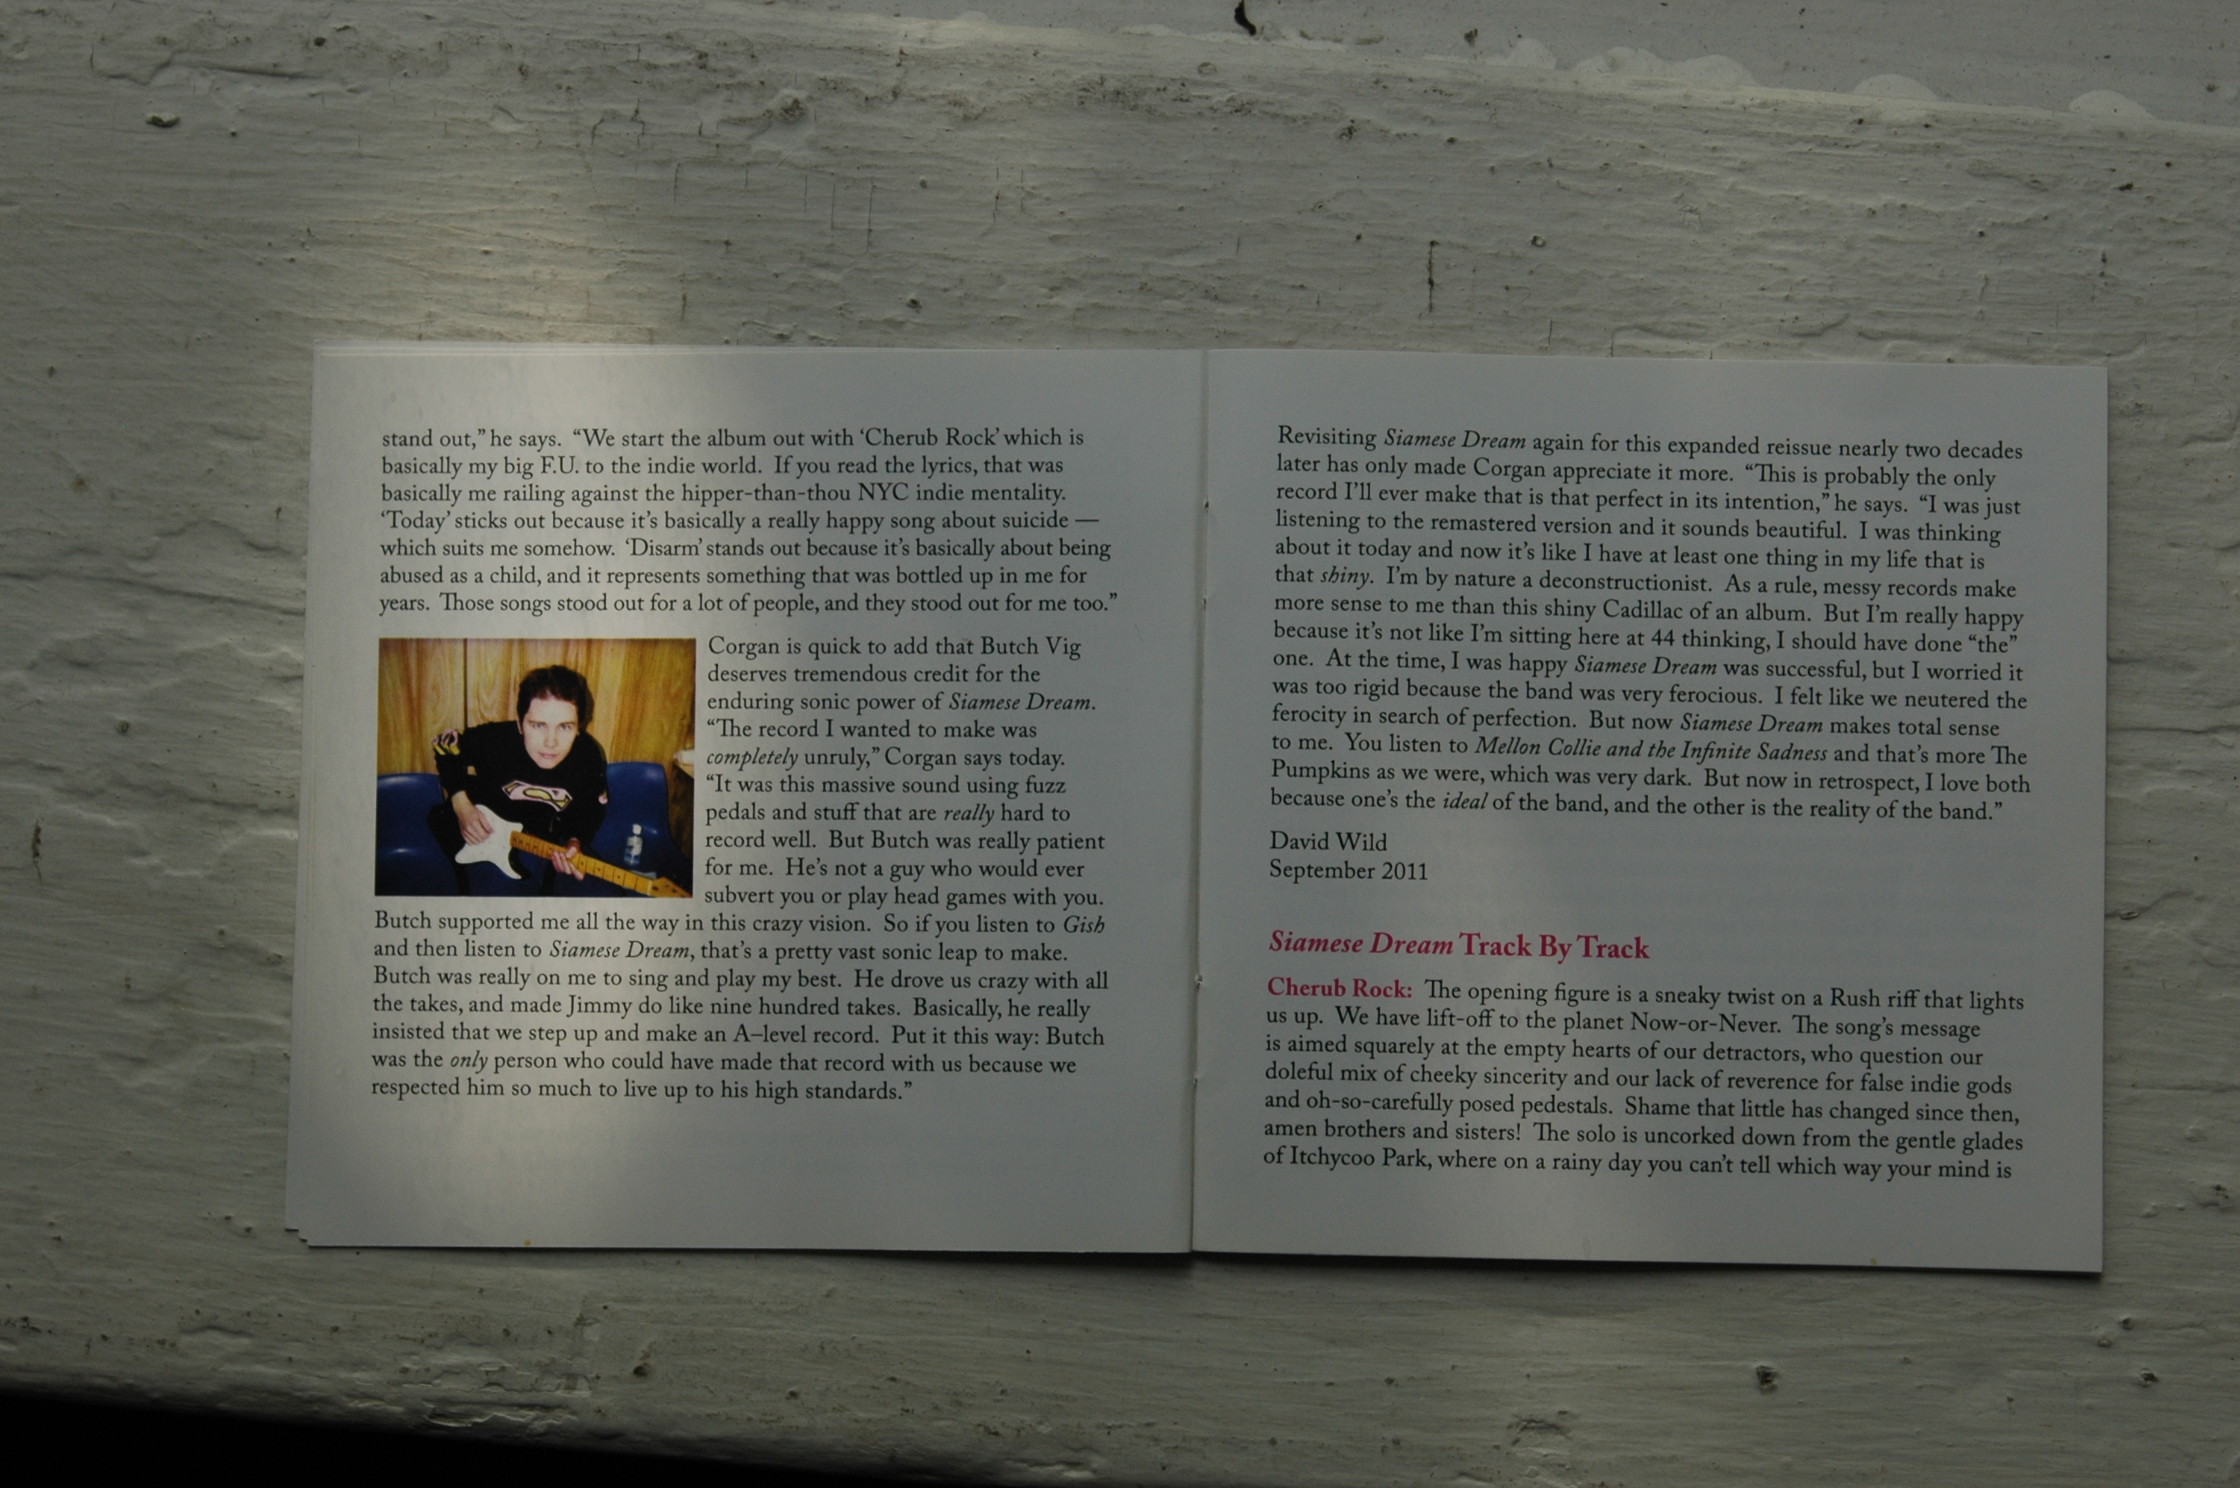 stand out,” he says.  “We start the album out with ‘Cherub Rock’ which is
basically my big F.U. to the indie world.  If you read the lyrics, that was
basically me railing against the hipper-than-thou NYC indie mentality.
‘Today’ sticks out because it’s basically a really happy song about suicide —
which suits me somehow.  ‘Disarm’ stands out because it’s basically about being
abused as a child, and it represents something that was bottled up in me for
years.  Those songs stood out for a lot of people, and they stood out for me too.”
Corgan is quick to add that Butch Vig
deserves tremendous credit for the
enduring sonic power of Siamese Dream.
“The record I wanted to make was
completely unruly,” Corgan says today.
“It was this massive sound using fuzz
pedals and stuff that are really hard to
record well.  But Butch was really patient
for me.  He’s not a guy who would ever
subvert you or play head games with you.
Butch supported me all the way in this crazy vision.  So if you listen to Gish
and then listen to Siamese Dream, that’s a pretty vast sonic leap to make.
Butch was really on me to sing and play my best.  He drove us crazy with all
the takes, and made Jimmy do like nine hundred takes.  Basically, he really
insisted that we step up and make an A–level record.  Put it this way: Butch
was the only person who could have made that record with us because we
respected him so much to live up to his high standards.”
Revisiting Siamese Dream again for this expanded reissue nearly two decades
later has only made Corgan appreciate it more.  “This is probably the only
record I’ll ever make that is that perfect in its intention,” he says.  “I was just
listening to the remastered version and it sounds beautiful.  I was thinking
about it today and now it’s like I have at least one thing in my life that is
that shiny.  I’m by nature a deconstructionist.  As a rule, messy records make
more sense to me than this shiny Cadillac of an album.  But I’m really happy
because it’s not like I’m sitting here at 44 thinking, I should have done “the”
one.  At the time, I was happy Siamese Dream was successful, but I worried it
was too rigid because the band was very ferocious.  I felt like we neutered the
ferocity in search of perfection.  But now Siamese Dream makes total sense
to me.  You listen to Mellon Collie and the Infinite Sadness and that’s more The
Pumpkins as we were, which was very dark.  But now in retrospect, I love both
because one’s the ideal of the band, and the other is the reality of the band.”
David Wild
September 2011
Siamese Dream Track By Track
Cherub Rock:  The opening figure is a sneaky twist on a Rush riff that lights
us up.  We have lift-off to the planet Now-or-Never.  The song’s message
is aimed squarely at the empty hearts of our detractors, who question our
doleful mix of cheeky sincerity and our lack of reverence for false indie gods
and oh-so-carefully posed pedestals.  Shame that little has changed since then,
amen brothers and sisters!  The solo is uncorked down from the gentle glades
of Itchycoo Park, where on a rainy day you can’t tell which way your mind is